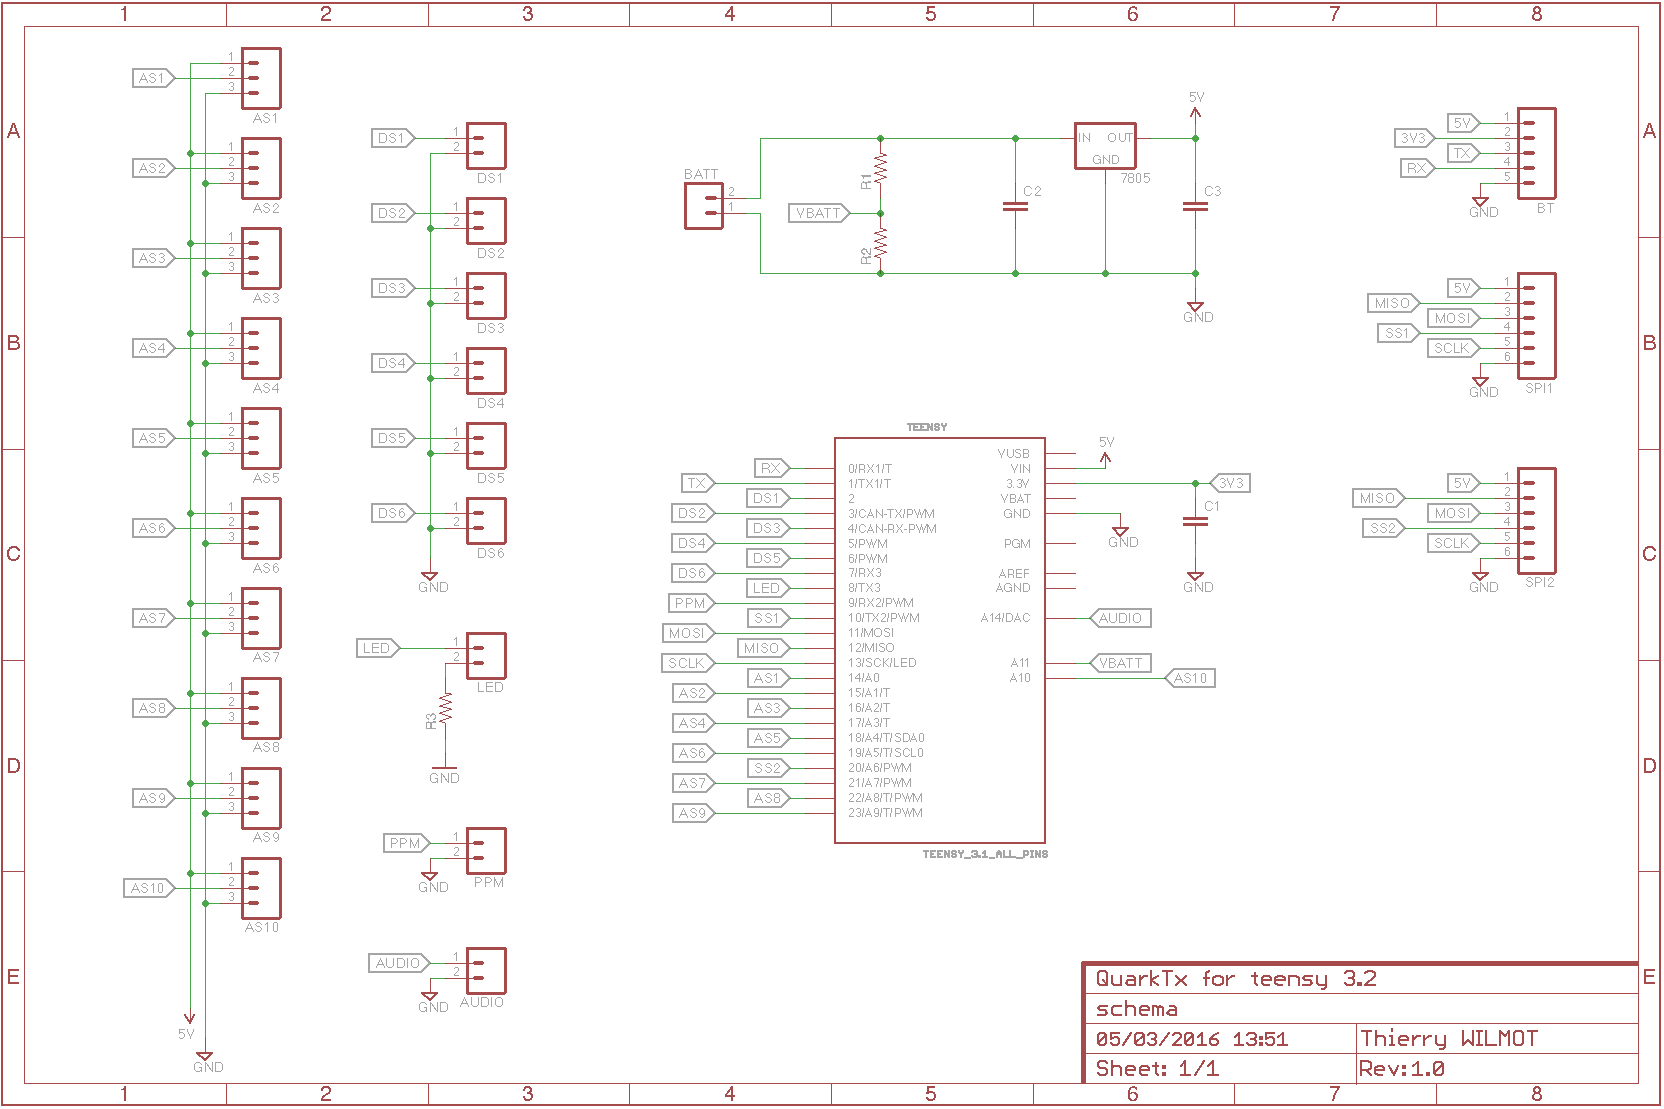 1 2 3 4 5 6 7 8
A A
B B
C C
D D
E E
AS1 1 2 3 AS1
AS2 1 2 3 AS2
AS3 1 2 3 AS3
AS4 1 2 3 AS4
AS5 1 2 3 AS5
AS6 1 2 3 AS6
AS7 1 2 3 AS7
AS8 1 2 3 AS8
AS9 1 2 3 AS9
AS10 1 2 3 AS10
5V
GND
DS1 1 2 DS1
DS2 1 2 DS2
DS3 1 2 DS3
DS4 1 2 DS4
DS5 1 2 DS5
DS6 1 2 DS6
GND
LED 1 2 LED
R3
GND
PPM 1 2 PPM
GND
AUDIO 1 2 AUDIO
GND
BATT
2
1
VBATT
R1
R2
C2
IN OUT
GND
7805
5V
C3
GND
TEENSY
RX 0/RX1/T
TX 1/TX1/T
DS1 2
DS2 3/CAN-TX/PWM
DS3 4/CAN-RX-PWM
DS4 5/PWM
DS5 6/PWM
DS6 7/RX3
LED 8/TX3
PPM 9/RX2/PWM
SS1 10/TX2/PWM
MOSI 11/MOSI
MISO 12/MISO
SCLK 13/SCK/LED
AS1 14/A0
AS2 15/A1/T
AS3 16/A2/T
AS4 17/A3/T
AS5 18/A4/T/SDA0
AS6 19/A5/T/SCL0
SS2 20/A6/PWM
AS7 21/A7/PWM
AS8 22/A8/T/PWM
AS9 23/A9/T/PWM
VUSB
VIN 5V
3.3V 3V3
VBAT
GND GND
PGM
AREF
AGND
A14/DAC AUDIO
A11 VBATT
A10 AS10
C1
GND
TEENSY_3.1_ALL_PINS
5V 1
3V3 2
TX 3
RX 4
5
GND BT
5V 1
MISO 2
MOSI 3
SS1 4
SCLK 5
6
GND SPI1
5V 1
MISO 2
MOSI 3
SS2 4
SCLK 5
6
GND SPI2
QuarkTx for teensy 3.2
schema
05/03/2016 13:51 Thierry WILMOT
Sheet: 1/1 Rev:1.0
1 2 3 4 5 6 7 8